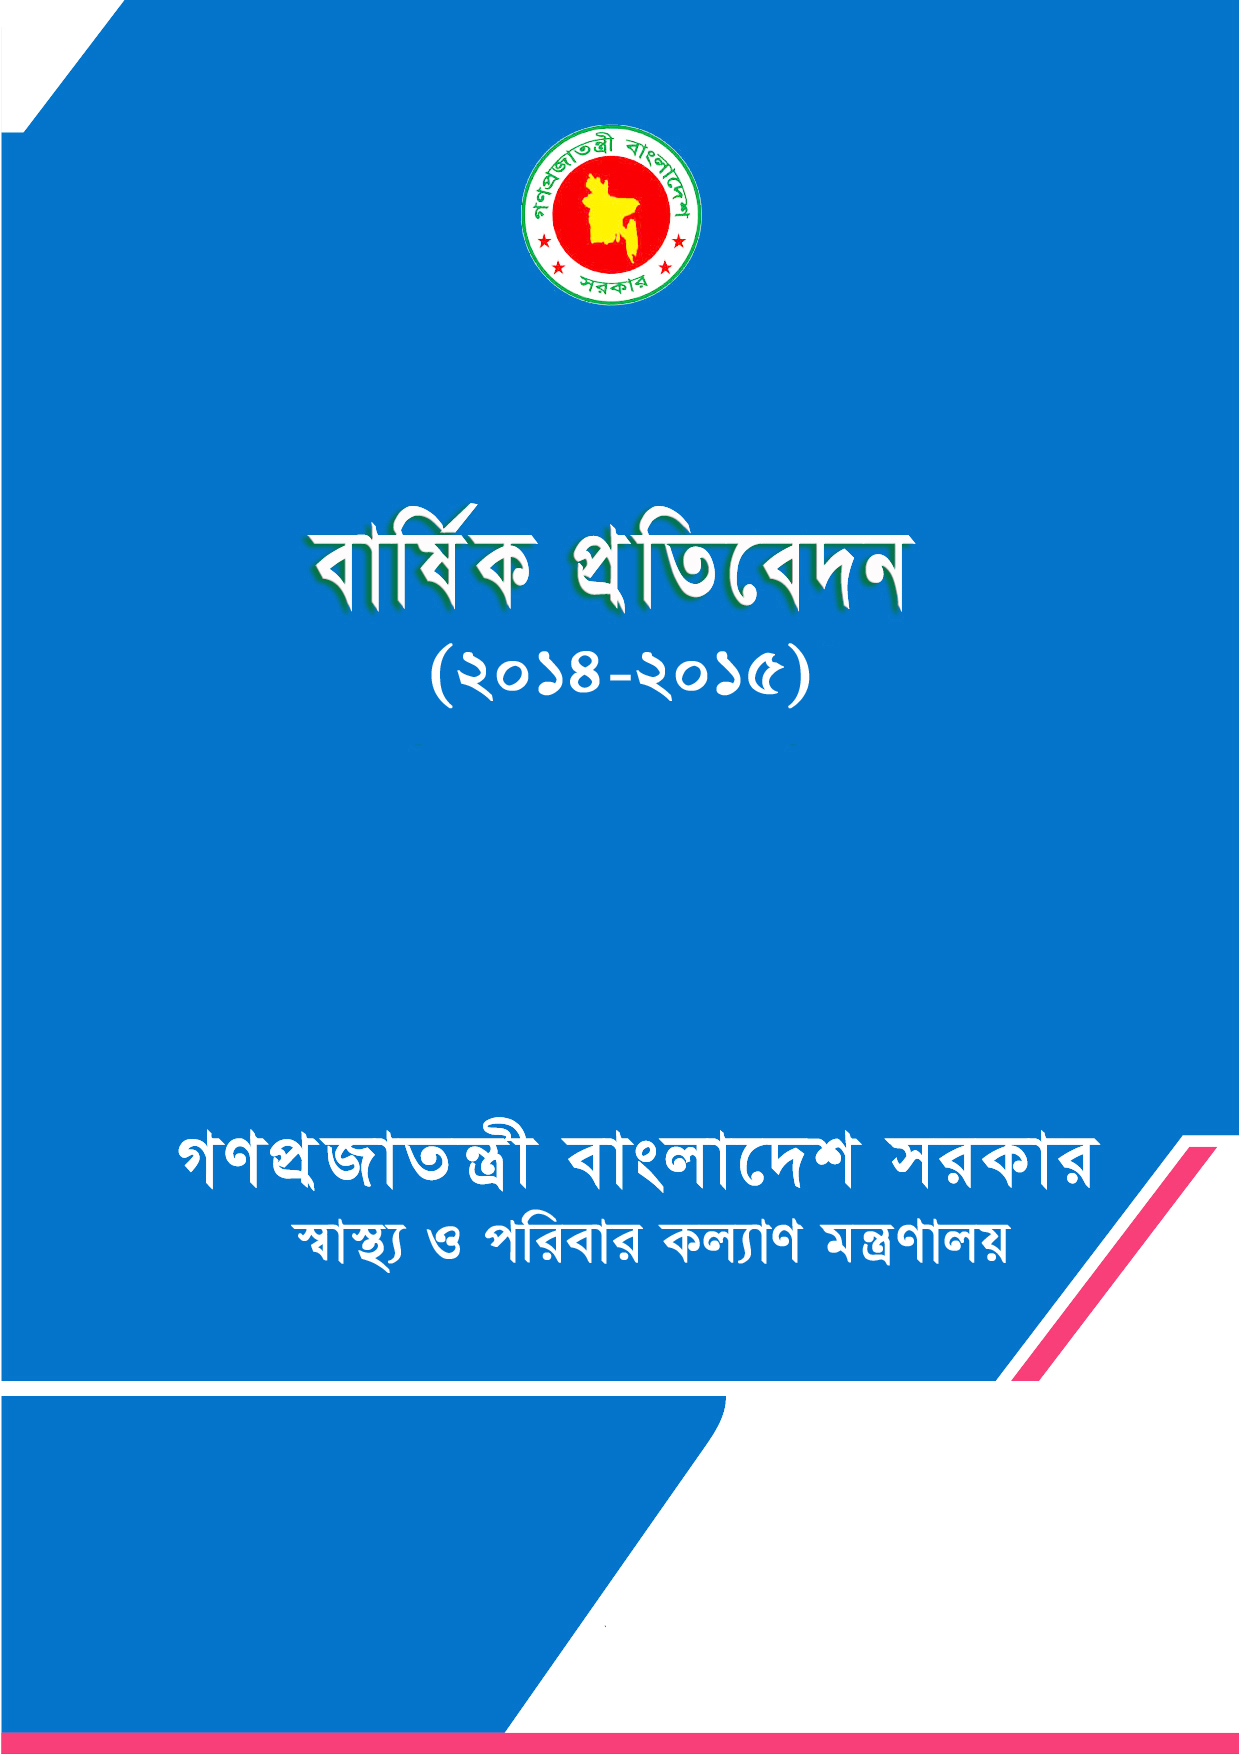 গণপ্রজাতন্ত্রী বাংলাদেশ
সরকার
বার্ষিক প্রতিবেদন
(২০১৪-২০১৫)
গণপ্রজাতন্ত্রী বাংলাদেশ সরকার
স্বাস্থ্য ও পরিবার কল্যাণ মন্ত্রণালয়